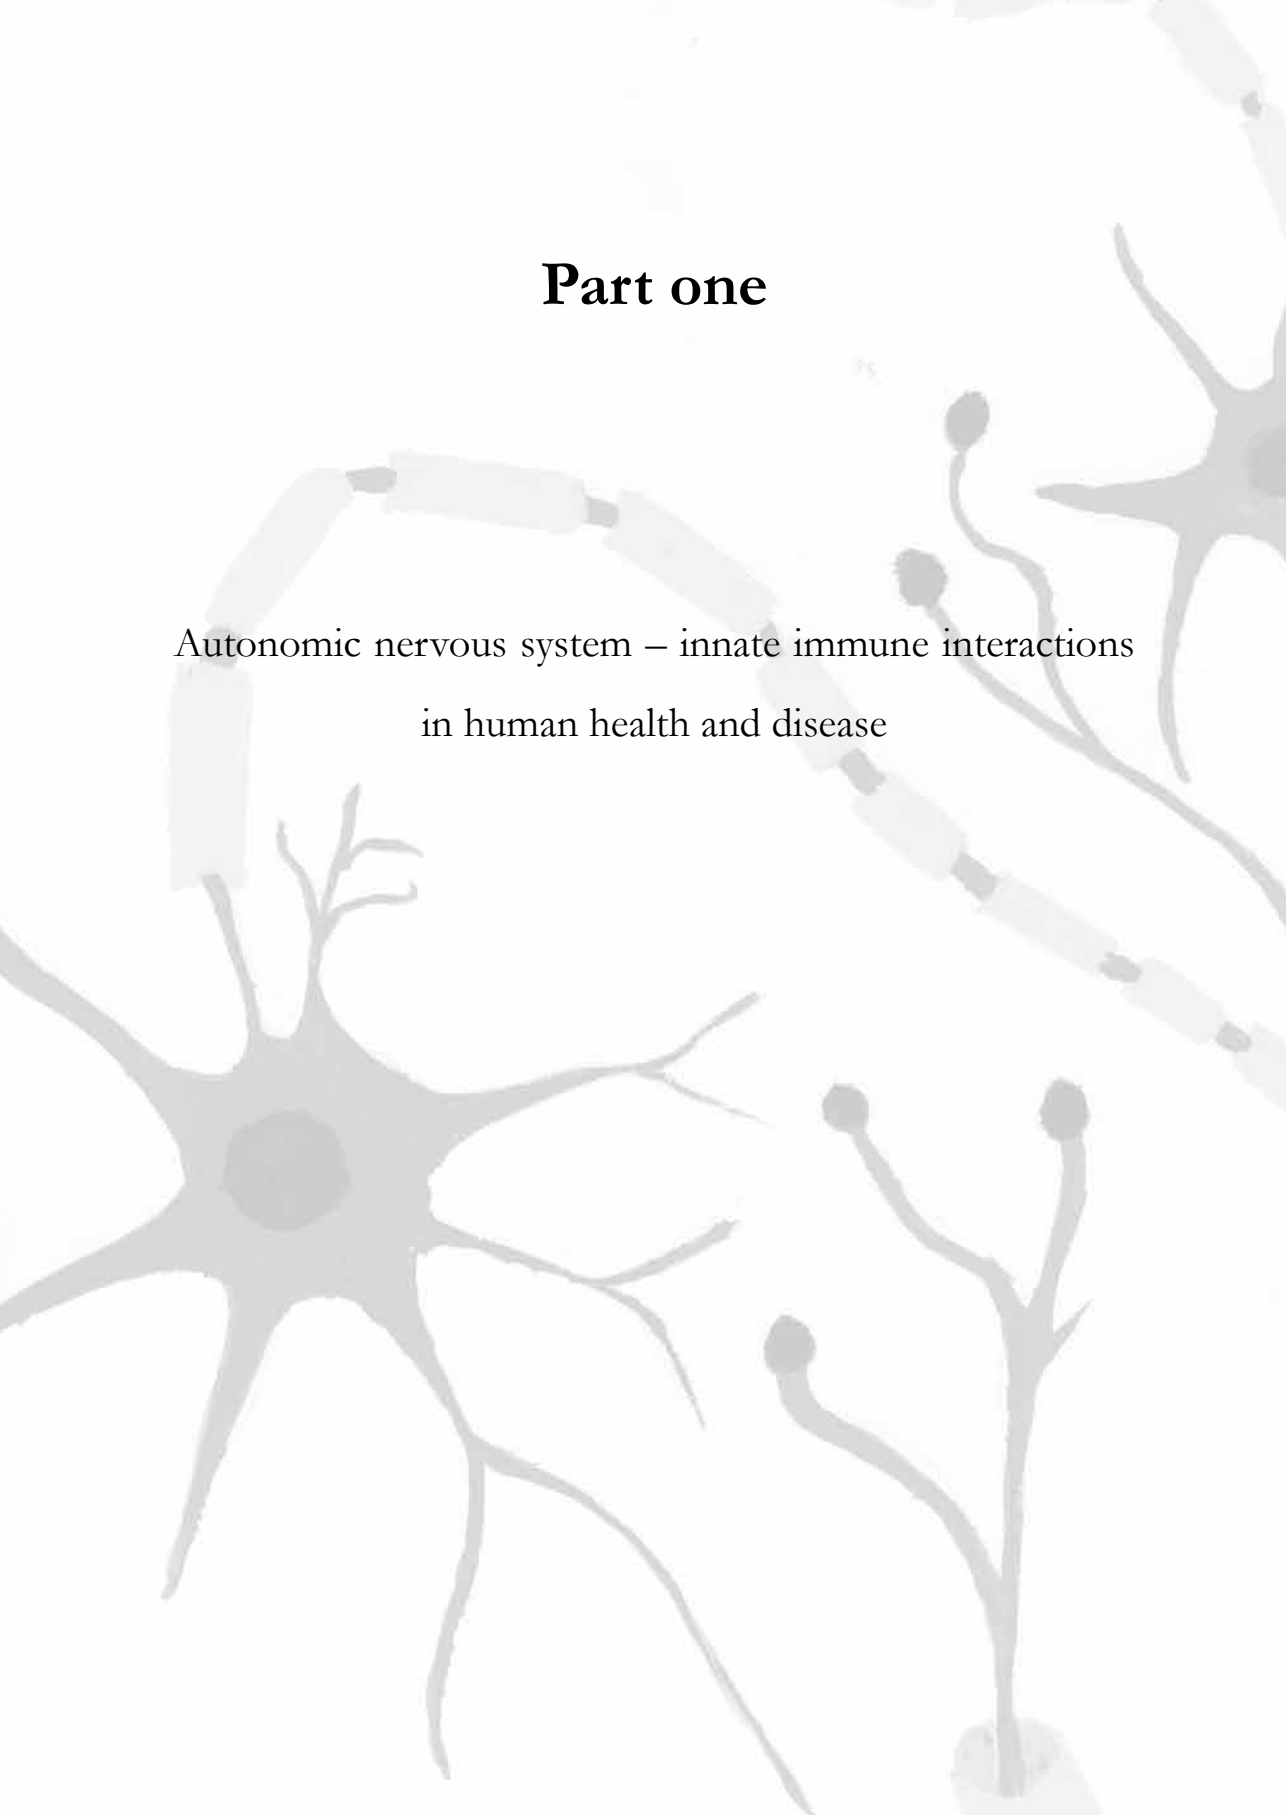 Part one
Autonomic nervous system – innate immune interactions
in human health and disease